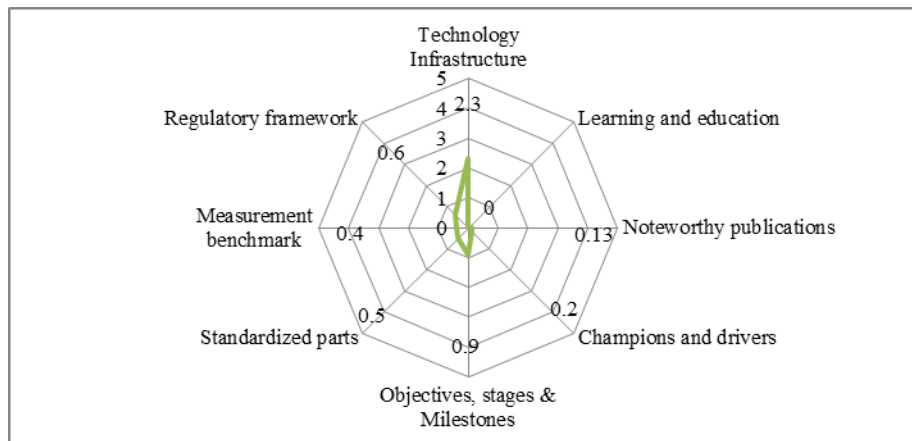 Technology
Infrastructure
5
2.3
4
Regulatory framework
Learning and education
3
0.6
2
1
0
Measurement
benchmark
0.4
0
0.13
Noteworthy publications
0.5
0.2
Standardized parts
0.9
Champions and drivers
Objectives, stages &
Milestones